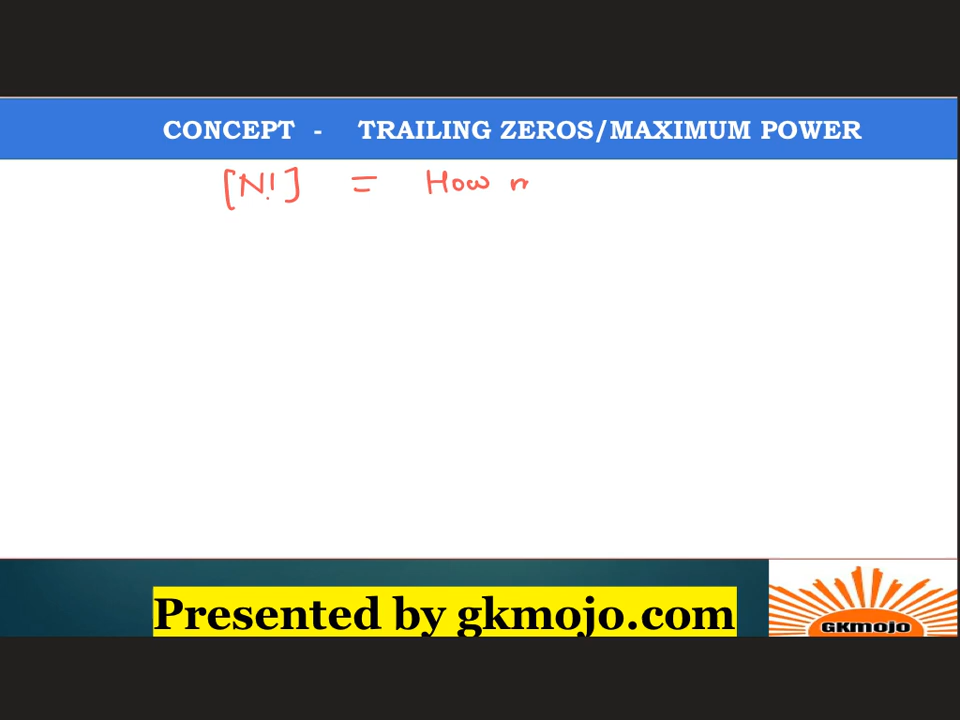 CONCEPT - TRAILING ZEROS/MAXIMUM POWER
[N!] = How
Presented by gkmojo.com
GKmojo